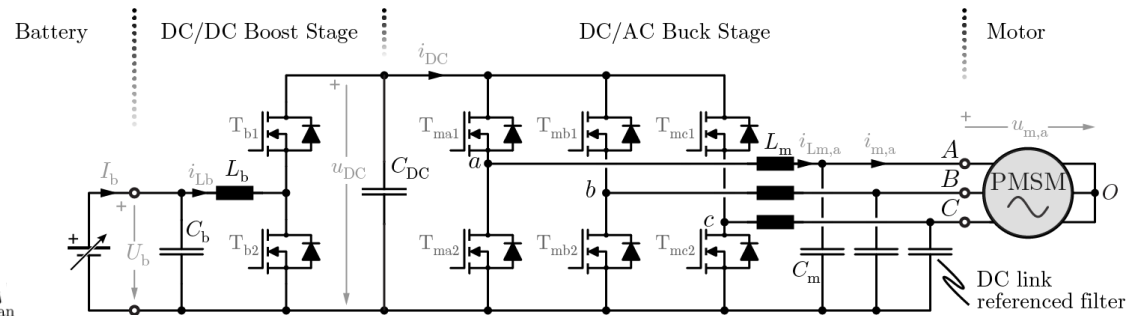 Battery
DC/DC Boost Stage
DC/AC Buck Stage
Motor
i_DC
+
T_b1
T_ma1
T_mb1
T_mc1
L_m
i_Lm,a
i_m,a
+
u_m,a
I_b
i_Lb
L_b
u_DC
C_DC
a
A
b
B
PMSM
O
c
C
+
U_b
+
C_b
T_b2
T_ma2
T_mb2
T_mc2
C_m
DC link
referenced filter
an